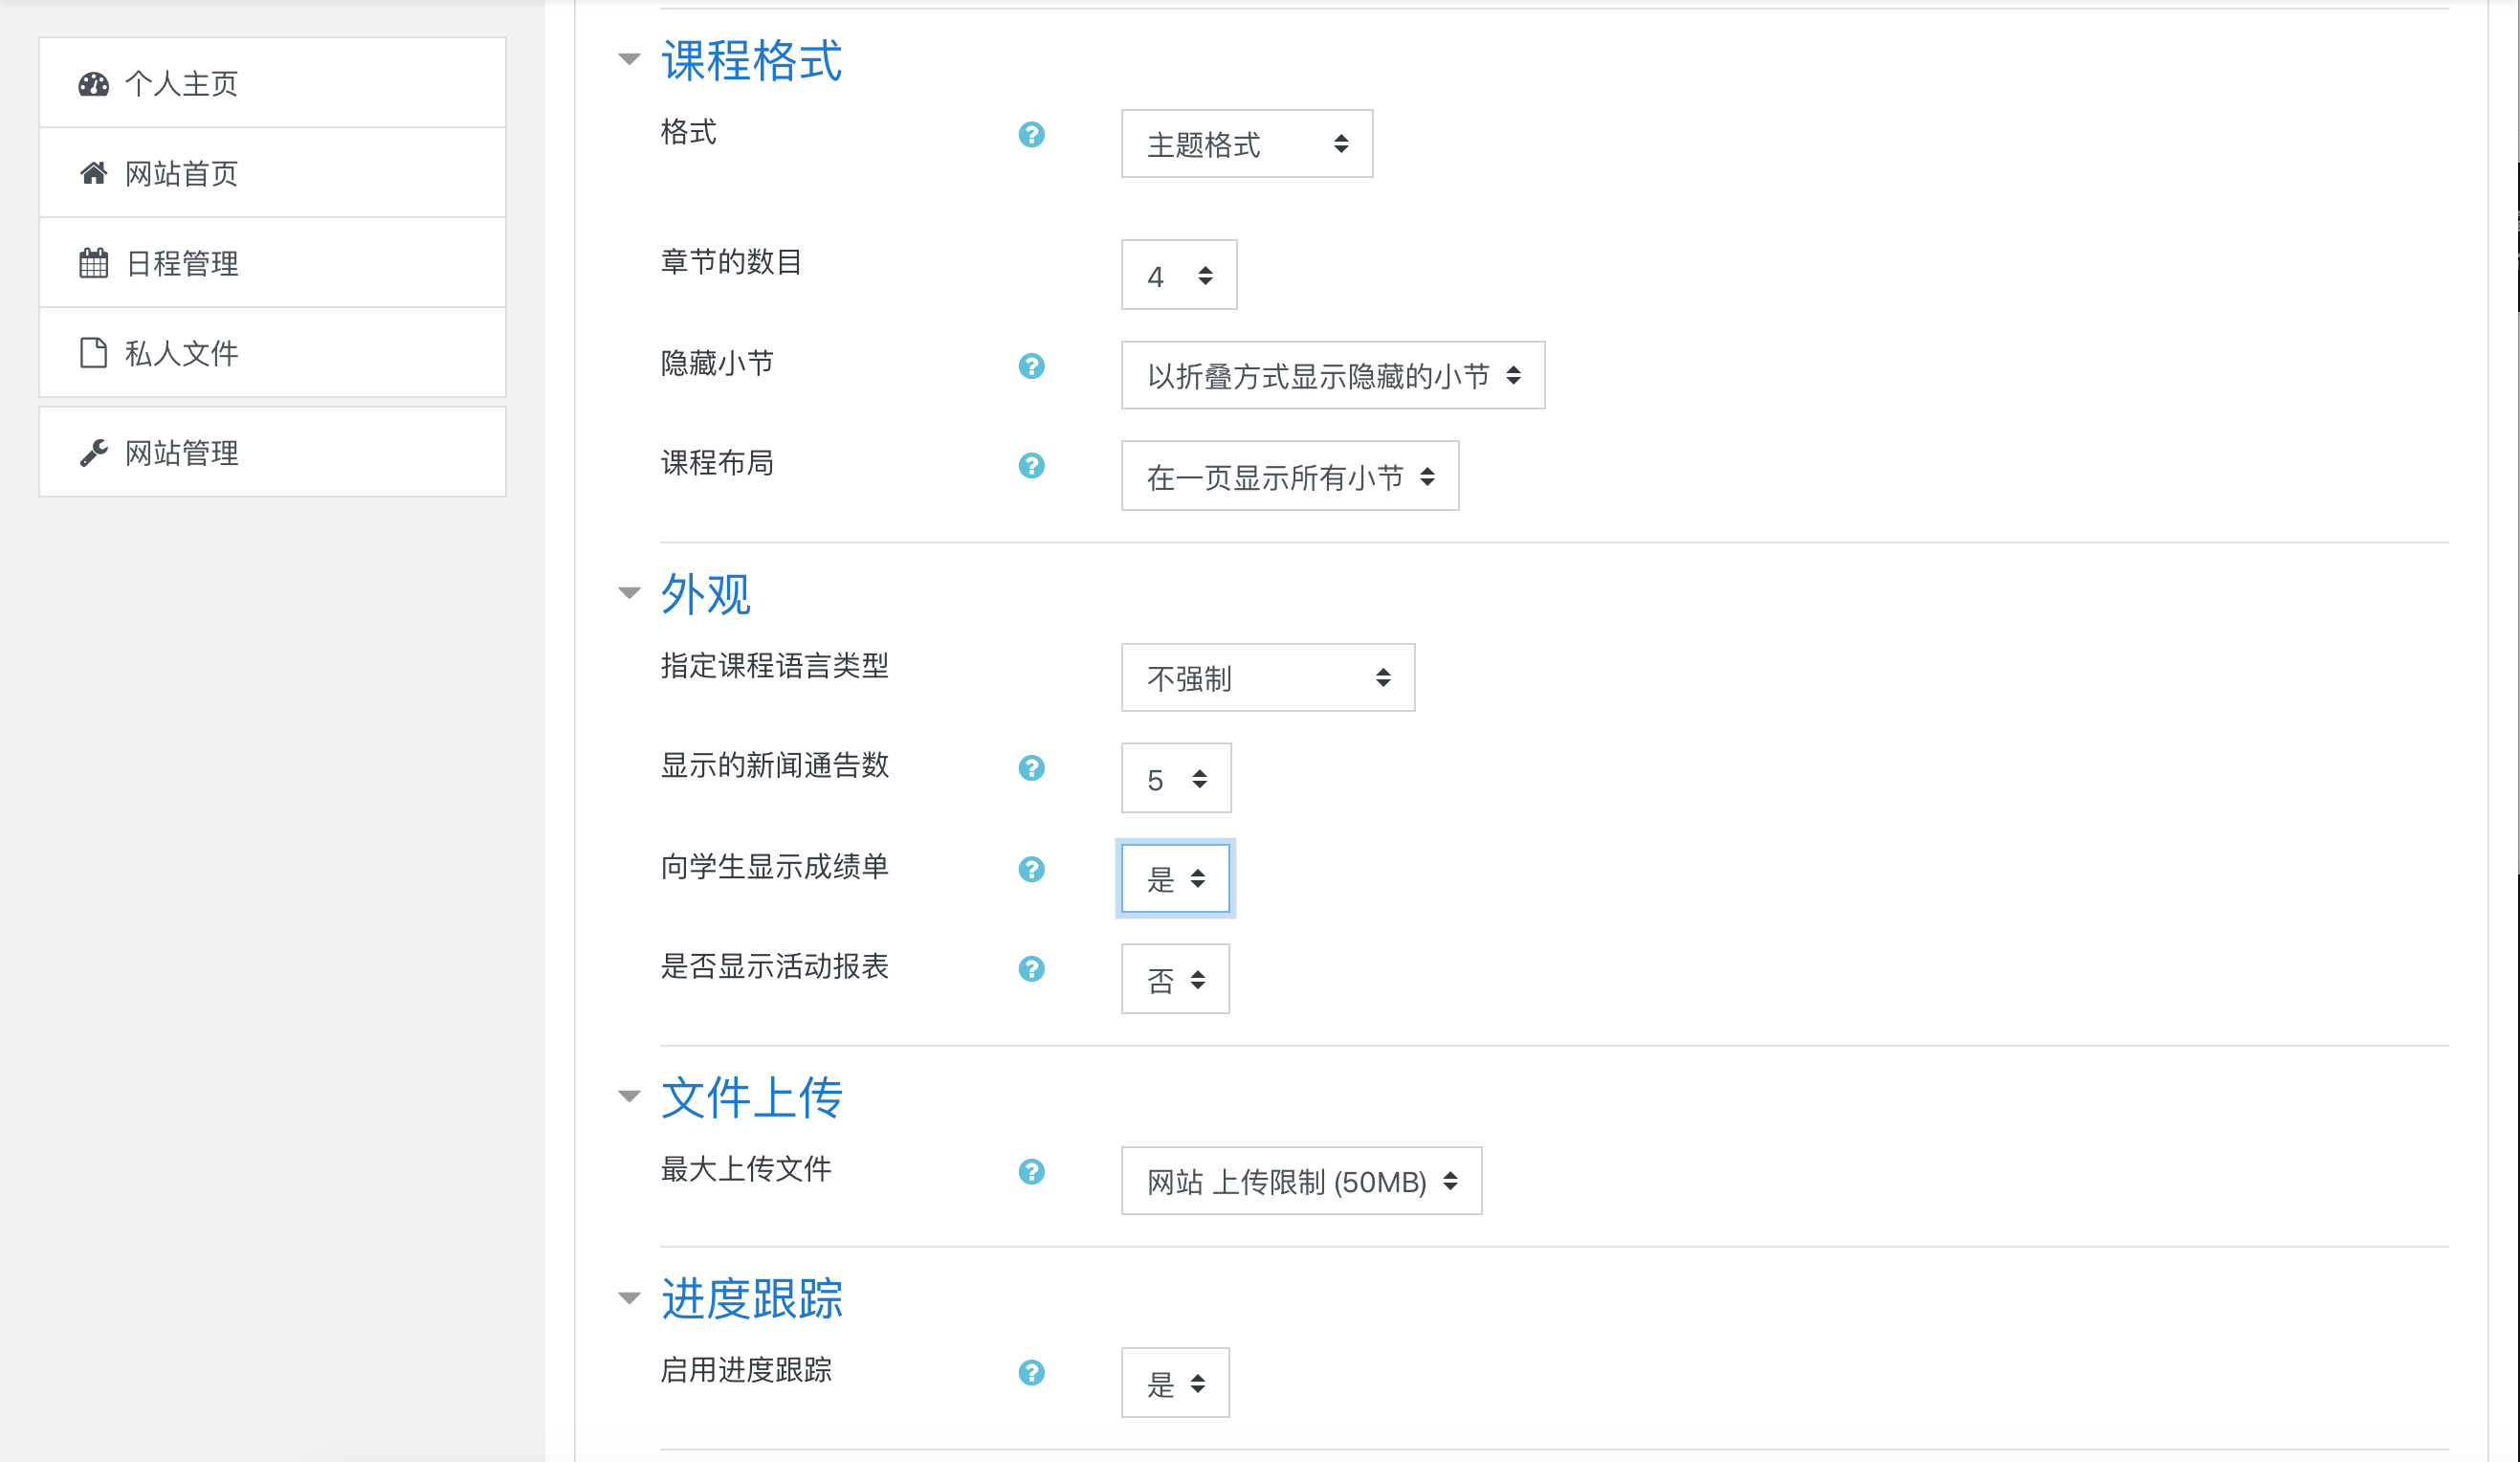 个人主页
网站首页
日程管理
私人文件
网站管理
课程格式
格式
主题格式
章节的数目
4
隐藏小节
以折叠方式显示隐藏的小节
课程布局
在一页显示所有小节
外观
指定课程语言类型
不强制
显示的新闻通告数
5
向学生显示成绩单
是
是否显示活动报表
否
文件上传
最大上传文件
网站 上传限制 (50MB)
进度跟踪
启用进度跟踪
是